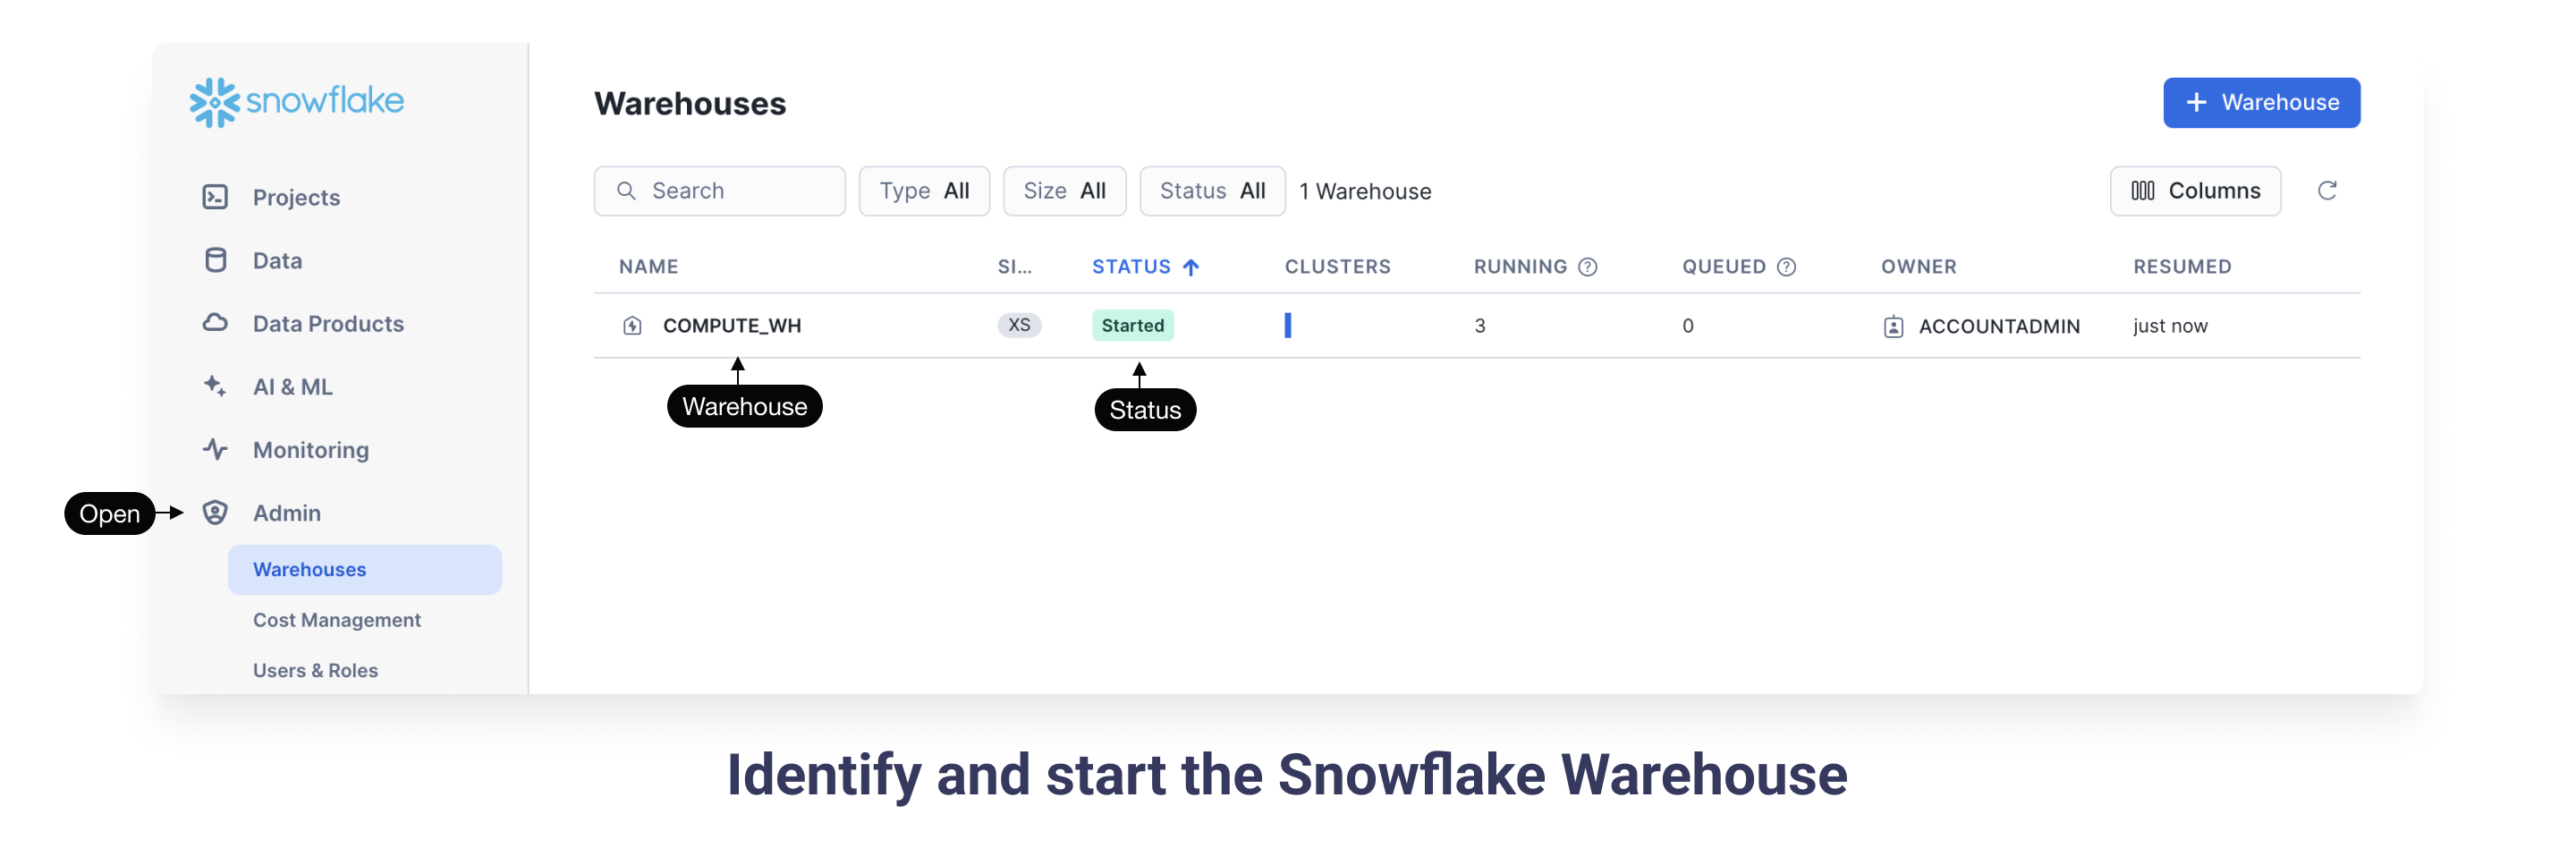 snowflake
Projects
Data
Data Products
AI & ML
Monitoring
Open
Admin
Warehouses
Cost Management
Users & Roles
Warehouses
+ Warehouse
Search
Type All
Size All
Status All
1 Warehouse
Columns
NAME SI... STATUS ↑ CLUSTERS RUNNING ? QUEUED ? OWNER RESUMED
COMPUTE_WH XS Started 3 0 ACCOUNTADMIN just now
Warehouse
Status
Identify and start the Snowflake Warehouse